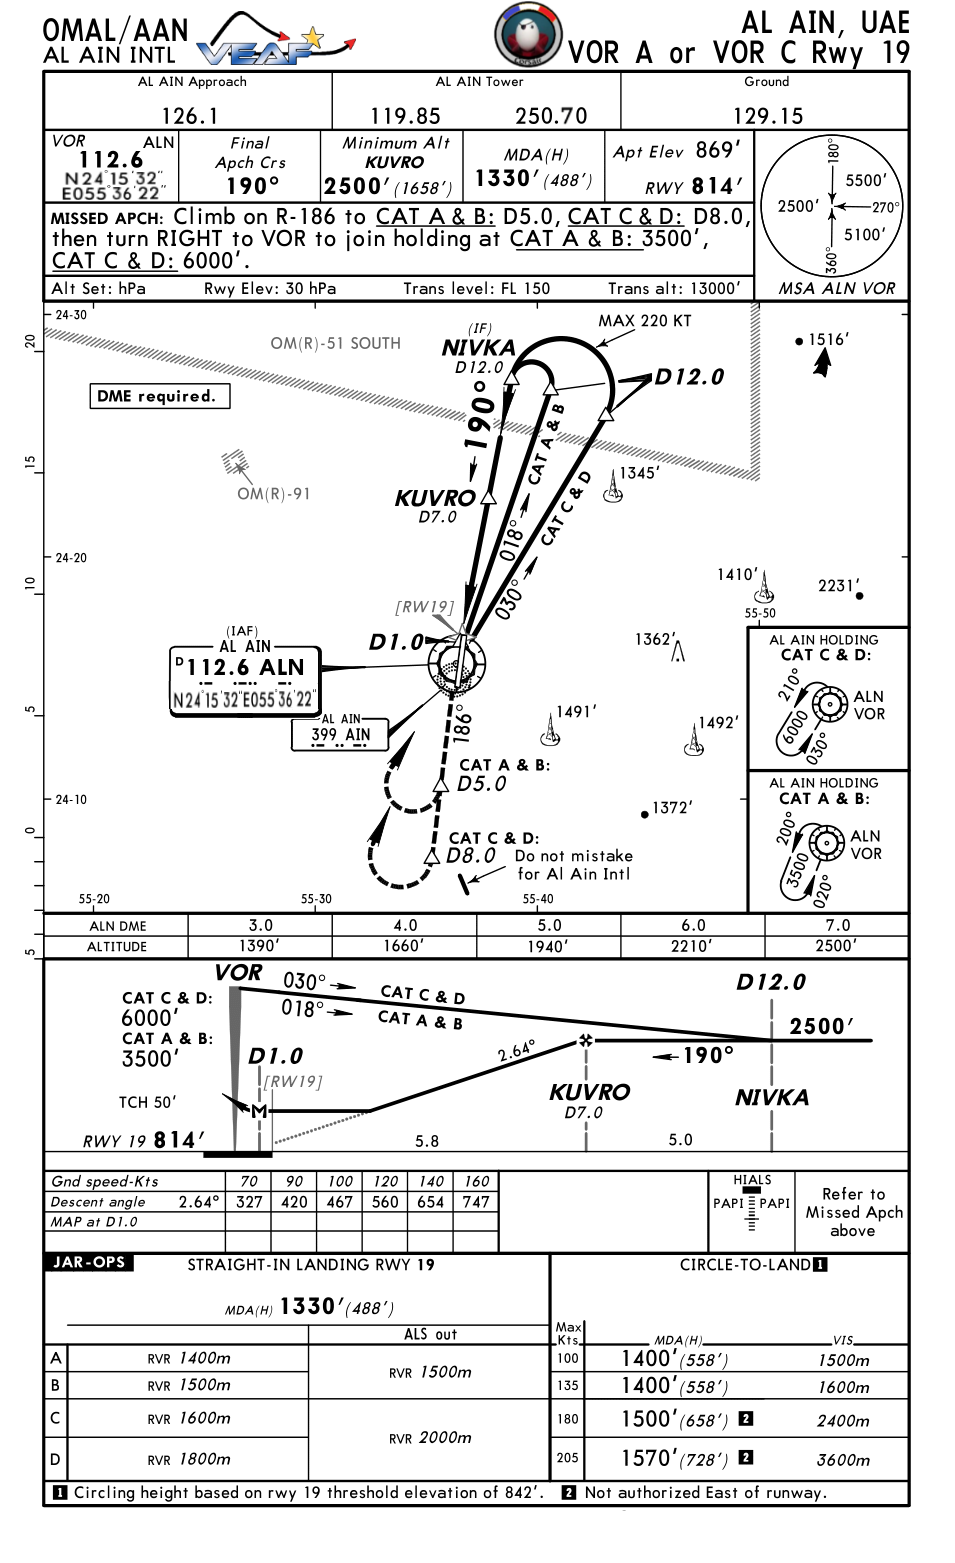 OMAL/AAN
AL AIN INTL
VEAF
AL AIN, UAE
VOR A or VOR C Rwy 19
AL AIN Approach
126.1
AL AIN Tower
119.85 250.70
Ground
129.15
VOR ALN
112.6
N24°15'32"
E055°36'22"
Final
Apch Crs
190°
Minimum Alt
KUVRO
2500' (1658')
MDA(H)
1330' (488')
Apt Elev 869'
RWY 814'
MISSED APCH: Climb on R-186 to CAT A & B: D5.0, CAT C & D: D8.0,
then turn RIGHT to VOR to join holding at CAT A & B: 3500',
CAT C & D: 6000'.
Alt Set: hPa Rwy Elev: 30 hPa Trans level: FL 150 Trans alt: 13000'
180°
5500'
2500'
270°
5100'
360°
MSA ALN VOR
24-30
20
OM(R)-51 SOUTH
(IF)
NIVKA
D12.0
MAX 220 KT
1516'
D12.0
DME required.
190°
CAT A & B
15
OM(R)-91
KUVRO
D7.0
1345'
018°
CAT C & D
24-20
10
030°
1410'
2231'
55-50
[RW19]
D1.0
1362'
(IAF)
AL AIN
D 112.6 ALN
N24°15'32"E055°36'22"
AL AIN
399 AIN
5
186°
1491'
1492'
CAT A & B:
D5.0
24-10
1372'
0
CAT C & D:
D8.0
Do not mistake
for Al Ain Intl
55-20
55-30
55-40
5
AL AIN HOLDING
CAT C & D:
210°
6000
030°
ALN
VOR
AL AIN HOLDING
CAT A & B:
200°
3500
020°
ALN
VOR
ALN DME 3.0 4.0 5.0 6.0 7.0
ALTITUDE 1390' 1660' 1940' 2210' 2500'
VOR
030°
CAT C & D
018°
CAT A & B
D12.0
CAT C & D:
6000'
CAT A & B:
3500'
2500'
D1.0
[RW19]
2.64°
190°
KUVRO
D7.0
NIVKA
TCH 50'
M
RWY 19 814'
5.8
5.0
Gnd speed-Kts 70 90 100 120 140 160
Descent angle 2.64° 327 420 467 560 654 747
MAP at D1.0
HIALS
PAPI PAPI
Refer to
Missed Apch
above
JAR-OPS
STRAIGHT-IN LANDING RWY 19
CIRCLE-TO-LAND 1
MDA(H) 1330' (488')
ALS out
Max
Kts
MDA(H)
VIS
A RVR 1400m RVR 1500m 100 1400' (558') 1500m
B RVR 1500m 135 1400' (558') 1600m
C RVR 1600m RVR 2000m 180 1500' (658') 2 2400m
D RVR 1800m 205 1570' (728') 2 3600m
1 Circling height based on rwy 19 threshold elevation of 842'. 2 Not authorized East of runway.